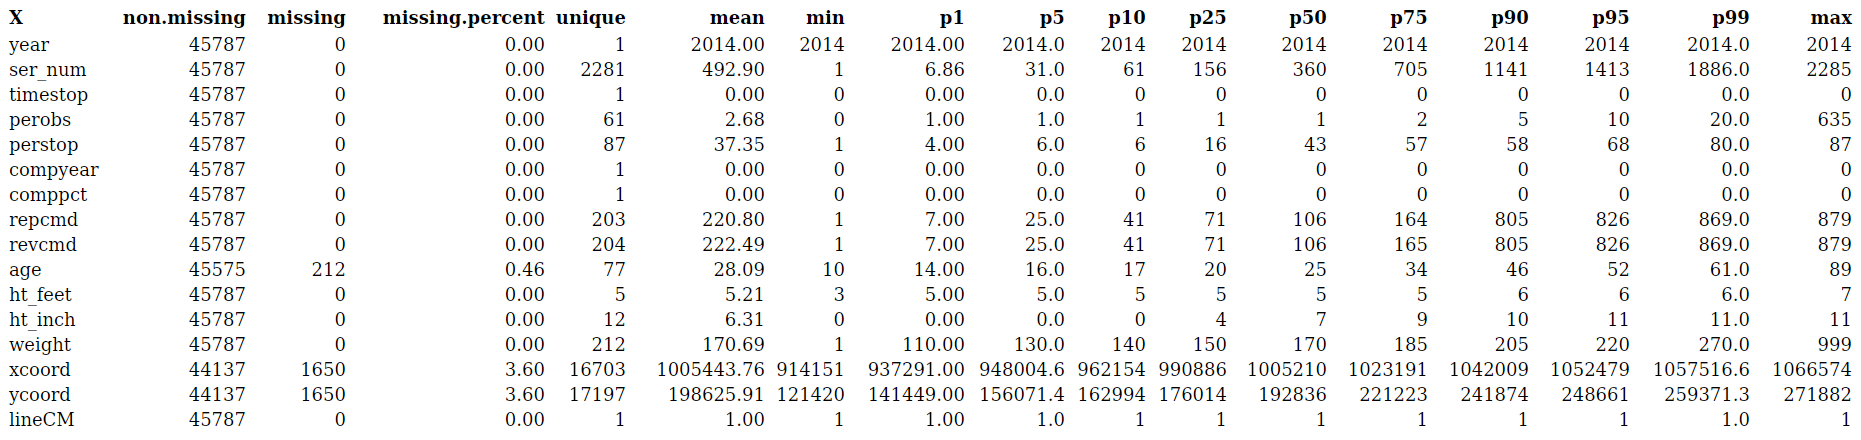 X non.missing missing missing.percent unique mean min p1 p5 p10 p25 p50 p75 p90 p95 p99 max
year 45787 0 0.00 1 2014.00 2014 2014.00 2014.0 2014 2014 2014 2014 2014 2014 2014.0 2014
ser_num 45787 0 0.00 2281 492.90 1 6.86 31.0 61 156 360 705 1141 1413 1886.0 2285
timestop 45787 0 0.00 1 0.00 0 0.00 0.0 0 0 0 0 0 0 0.0 0
perobs 45787 0 0.00 61 2.68 0 1.00 1.0 1 1 1 2 5 10 20.0 635
perstop 45787 0 0.00 87 37.35 1 4.00 6.0 6 16 43 57 58 68 80.0 87
compyear 45787 0 0.00 1 0.00 0 0.00 0.0 0 0 0 0 0 0 0.0 0
comppct 45787 0 0.00 1 0.00 0 0.00 0.0 0 0 0 0 0 0 0.0 0
repcmd 45787 0 0.00 203 220.80 1 7.00 25.0 41 71 106 164 805 826 869.0 879
revcmd 45787 0 0.00 204 222.49 1 7.00 25.0 41 71 106 165 805 826 869.0 879
age 45575 212 0.46 77 28.09 10 14.00 16.0 17 20 25 34 46 52 61.0 89
ht_feet 45787 0 0.00 5 5.21 3 5.00 5.0 5 5 5 5 6 6 6.0 7
ht_inch 45787 0 0.00 12 6.31 0 0.00 0.0 0 4 7 9 10 11 11.0 11
weight 45787 0 0.00 212 170.69 1 110.00 130.0 140 150 170 185 205 220 270.0 999
xcoord 44137 1650 3.60 16703 1005443.76 914151 937291.00 948004.6 962154 990886 1005210 1023191 1042009 1052479 1057516.6 1066574
ycoord 44137 1650 3.60 17197 198625.91 121420 141449.00 156071.4 162994 176014 192836 221223 241874 248661 259371.3 271882
lineCM 45787 0 0.00 1 1.00 1 1.00 1.0 1 1 1 1 1 1 1.0 1